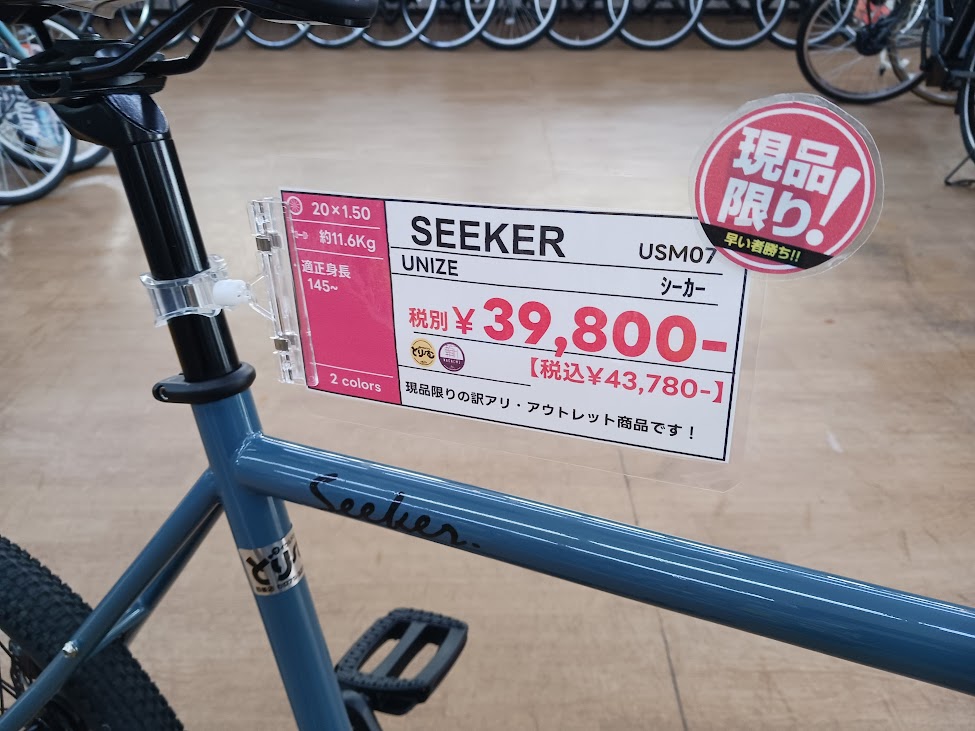 現品
限り!
早い者勝ち!!
20×1.50
約11.6Kg
適正身長
145~
2 colors
SEEKER
USM07
UNIZE
シーカー
税別 ¥39,800-
【税込¥43,780-】
現品限りの訳アリ・アウトレット商品です！
Seeker.